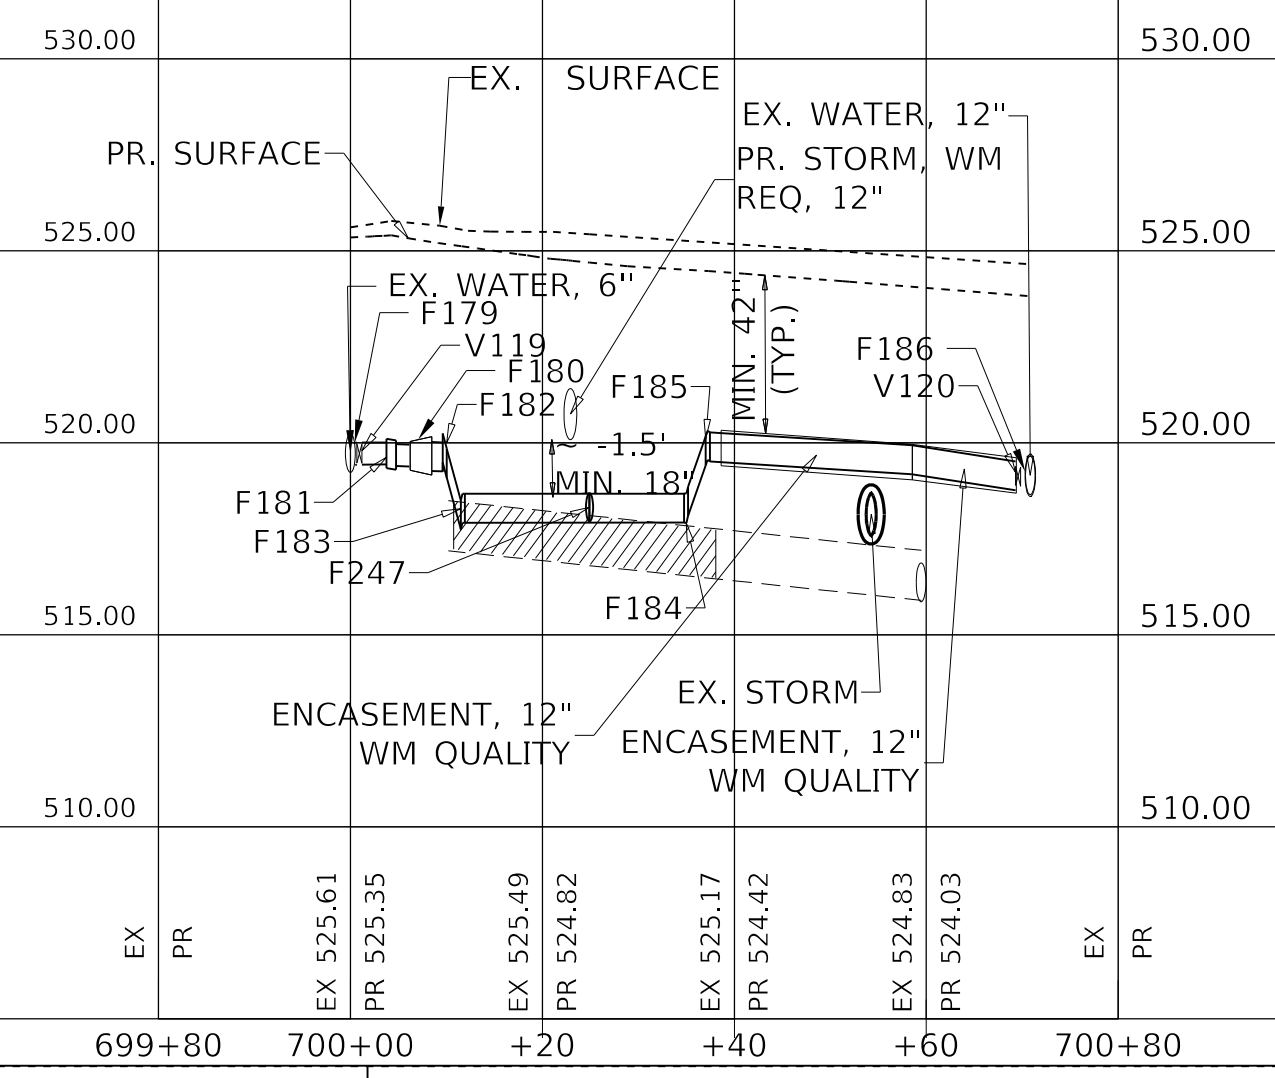 530.00
530.00
EX. SURFACE
EX. WATER, 12"
PR. SURFACE
PR. STORM, WM
REQ, 12"
525.00
525.00
EX. WATER, 6"
F179
V119
F180
F182
MIN. 42"
(TYP.)
F185
F186
V120
520.00
520.00
~ -1.5'
MIN. 18"
F181
F183
F247
F184
515.00
515.00
EX. STORM
ENCASEMENT, 12"
WM QUALITY
ENCASEMENT, 12"
WM QUALITY
510.00
510.00
EX
PR
EX 525.61
PR 525.35
EX 525.49
PR 524.82
EX 525.17
PR 524.42
EX 524.83
PR 524.03
EX
PR
699+80
700+00
+20
+40
+60
700+80